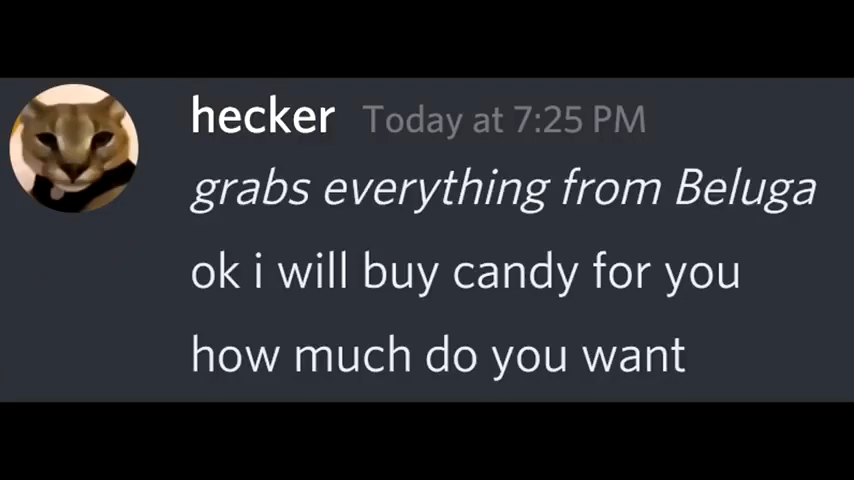 hecker Today at 7:25 PM
grabs everything from Beluga
ok i will buy candy for you
how much do you want